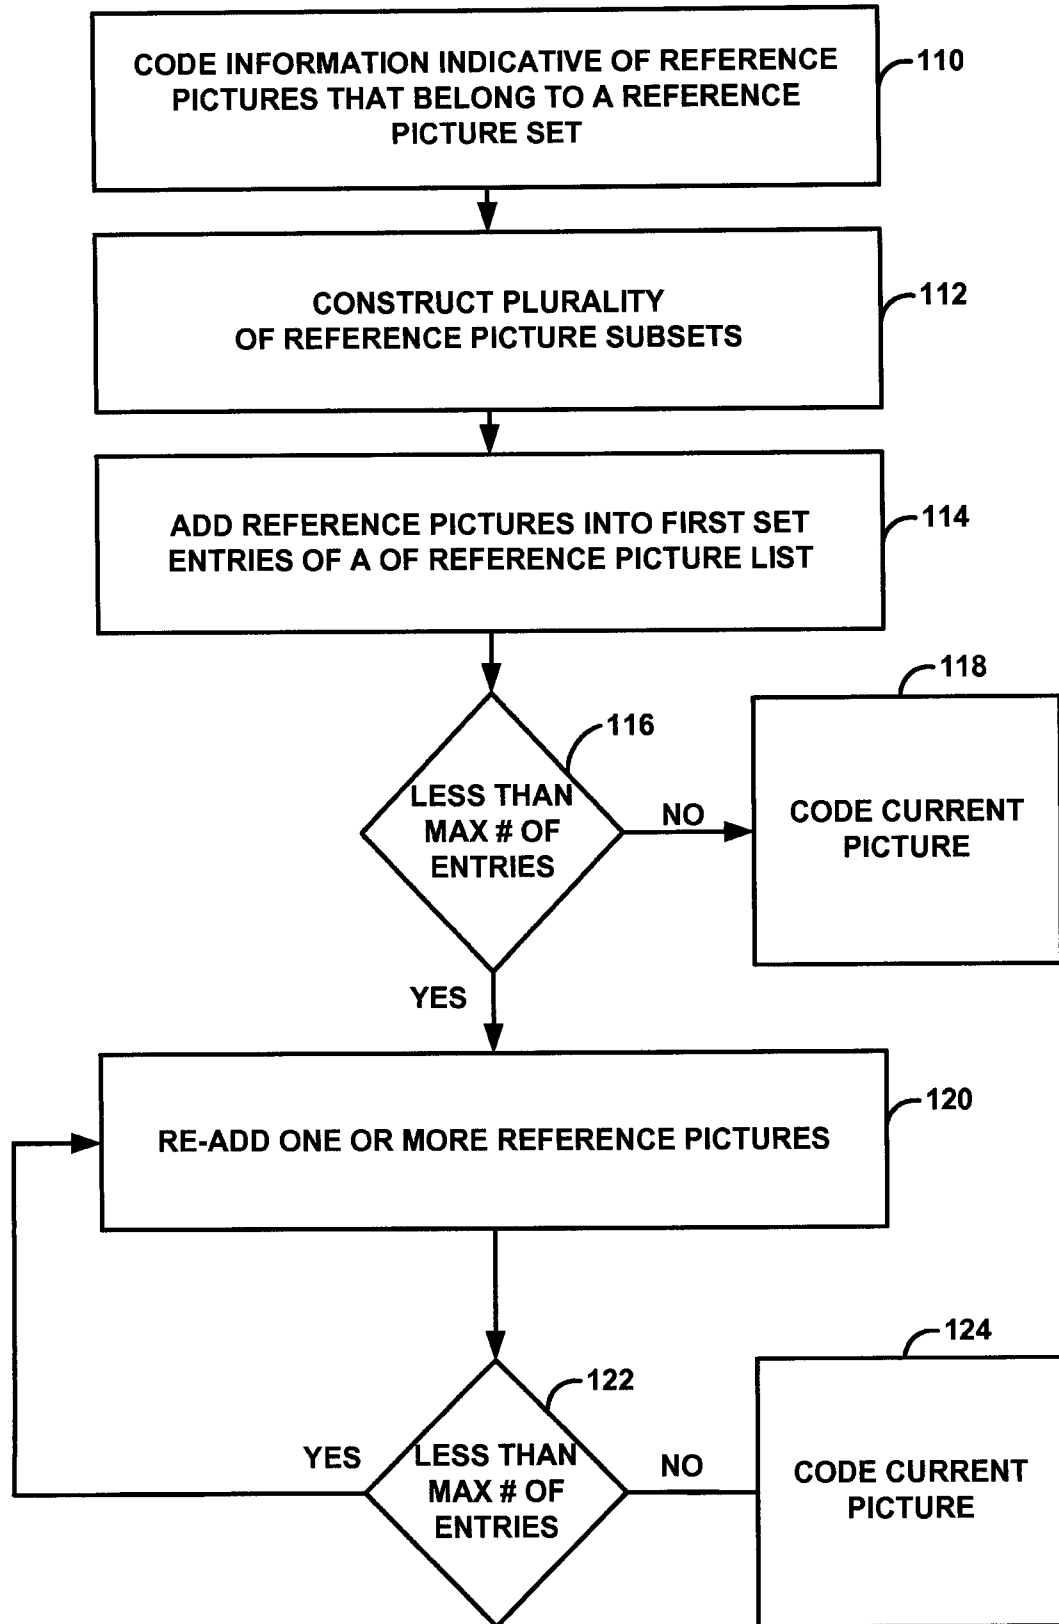 CODE INFORMATION INDICATIVE OF REFERENCE
PICTURES THAT BELONG TO A REFERENCE
PICTURE SET
110
CONSTRUCT PLURALITY
OF REFERENCE PICTURE SUBSETS
112
ADD REFERENCE PICTURES INTO FIRST SET
ENTRIES OF A OF REFERENCE PICTURE LIST
114
116
LESS THAN
MAX # OF
ENTRIES
NO
118
CODE CURRENT
PICTURE
YES
120
RE-ADD ONE OR MORE REFERENCE PICTURES
122
LESS THAN
MAX # OF
ENTRIES
YES
NO
124
CODE CURRENT
PICTURE